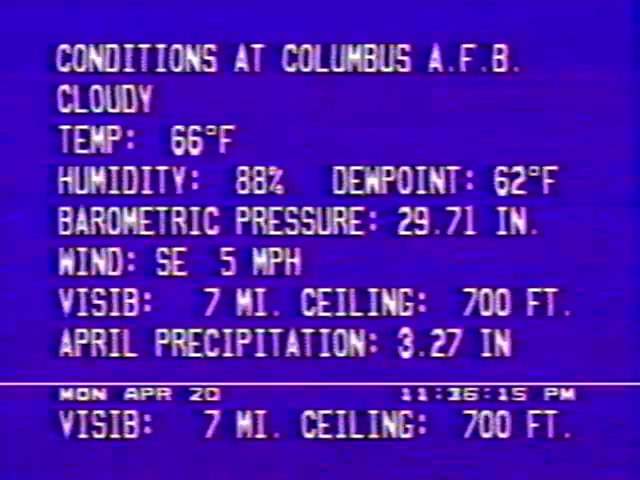 CONDITIONS AT COLUMBUS A.F.B.
CLOUDY
TEMP: 66°F
HUMIDITY: 88% DEWPOINT: 62°F
BAROMETRIC PRESSURE: 29.71 IN.
WIND: SE 5 MPH
VISIB: 7 MI. CEILING: 700 FT.
APRIL PRECIPITATION: 3.27 IN
MON APR 20 11:36:15 PM
VISIB: 7 MI. CEILING: 700 FT.